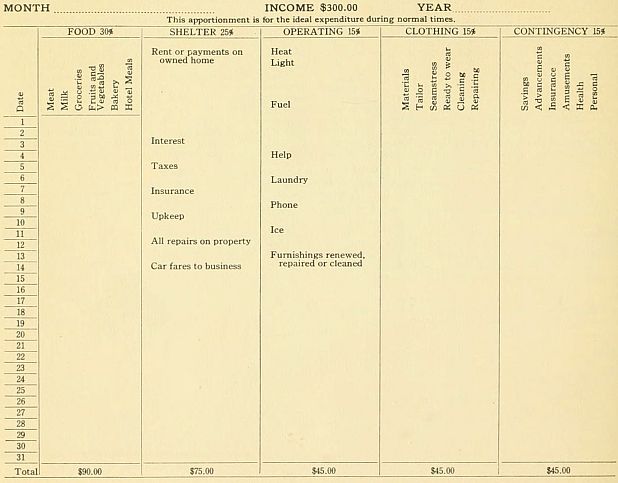 MONTH INCOME $300.00 YEAR
This apportionment is for the ideal expenditure during normal times.
FOOD 30% SHELTER 25% OPERATING 15% CLOTHING 15% CONTINGENCY 15%
Date
Meat
Milk
Groceries
Fruits and
Vegetables
Bakery
Hotel Meals
Rent or payments on
owned home
Interest
Taxes
Insurance
Upkeep
All repairs on property
Car fares to business
Heat
Light
Fuel
Help
Laundry
Phone
Ice
Furnishings renewed,
repaired or cleaned
Materials
Tailor
Seamstress
Ready to wear
Cleaning
Repairing
Savings
Advancements
Insurance
Amusements
Health
Personal
1
2
3
4
5
6
7
8
9
10
11
12
13
14
15
16
17
18
19
20
21
22
23
24
25
26
27
28
29
30
31
Total $90.00 $75.00 $45.00 $45.00 $45.00